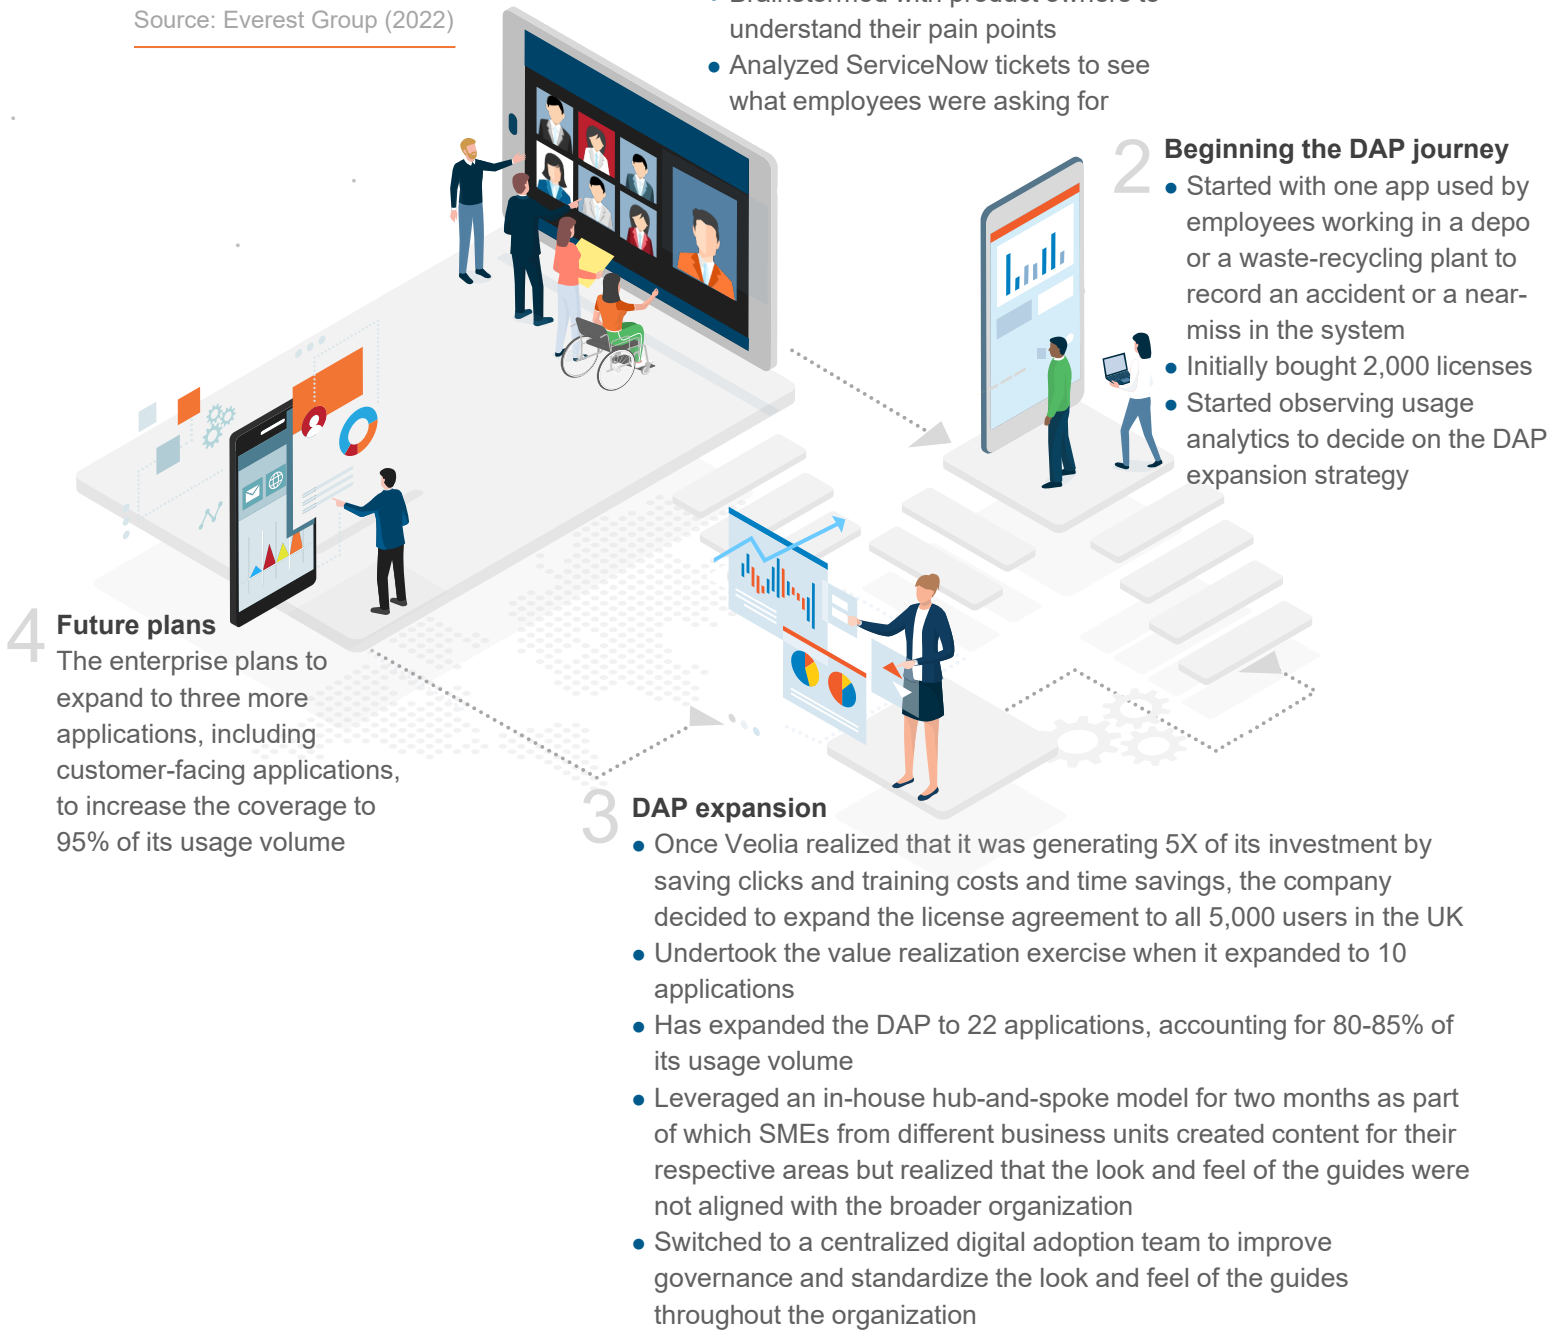 Source: Everest Group (2022)
Brainstormed with product owners to
understand their pain points
● Analyzed ServiceNow tickets to see
what employees were asking for
2
Beginning the DAP journey
● Started with one app used by
employees working in a depo
or a waste-recycling plant to
record an accident or a near-
miss in the system
● Initially bought 2,000 licenses
● Started observing usage
analytics to decide on the DAP
expansion strategy
3
DAP expansion
● Once Veolia realized that it was generating 5X of its investment by
saving clicks and training costs and time savings, the company
decided to expand the license agreement to all 5,000 users in the UK
● Undertook the value realization exercise when it expanded to 10
applications
● Has expanded the DAP to 22 applications, accounting for 80-85% of
its usage volume
● Leveraged an in-house hub-and-spoke model for two months as part
of which SMEs from different business units created content for their
respective areas but realized that the look and feel of the guides were
not aligned with the broader organization
● Switched to a centralized digital adoption team to improve
governance and standardize the look and feel of the guides
throughout the organization
4
Future plans
The enterprise plans to
expand to three more
applications, including
customer-facing applications,
to increase the coverage to
95% of its usage volume